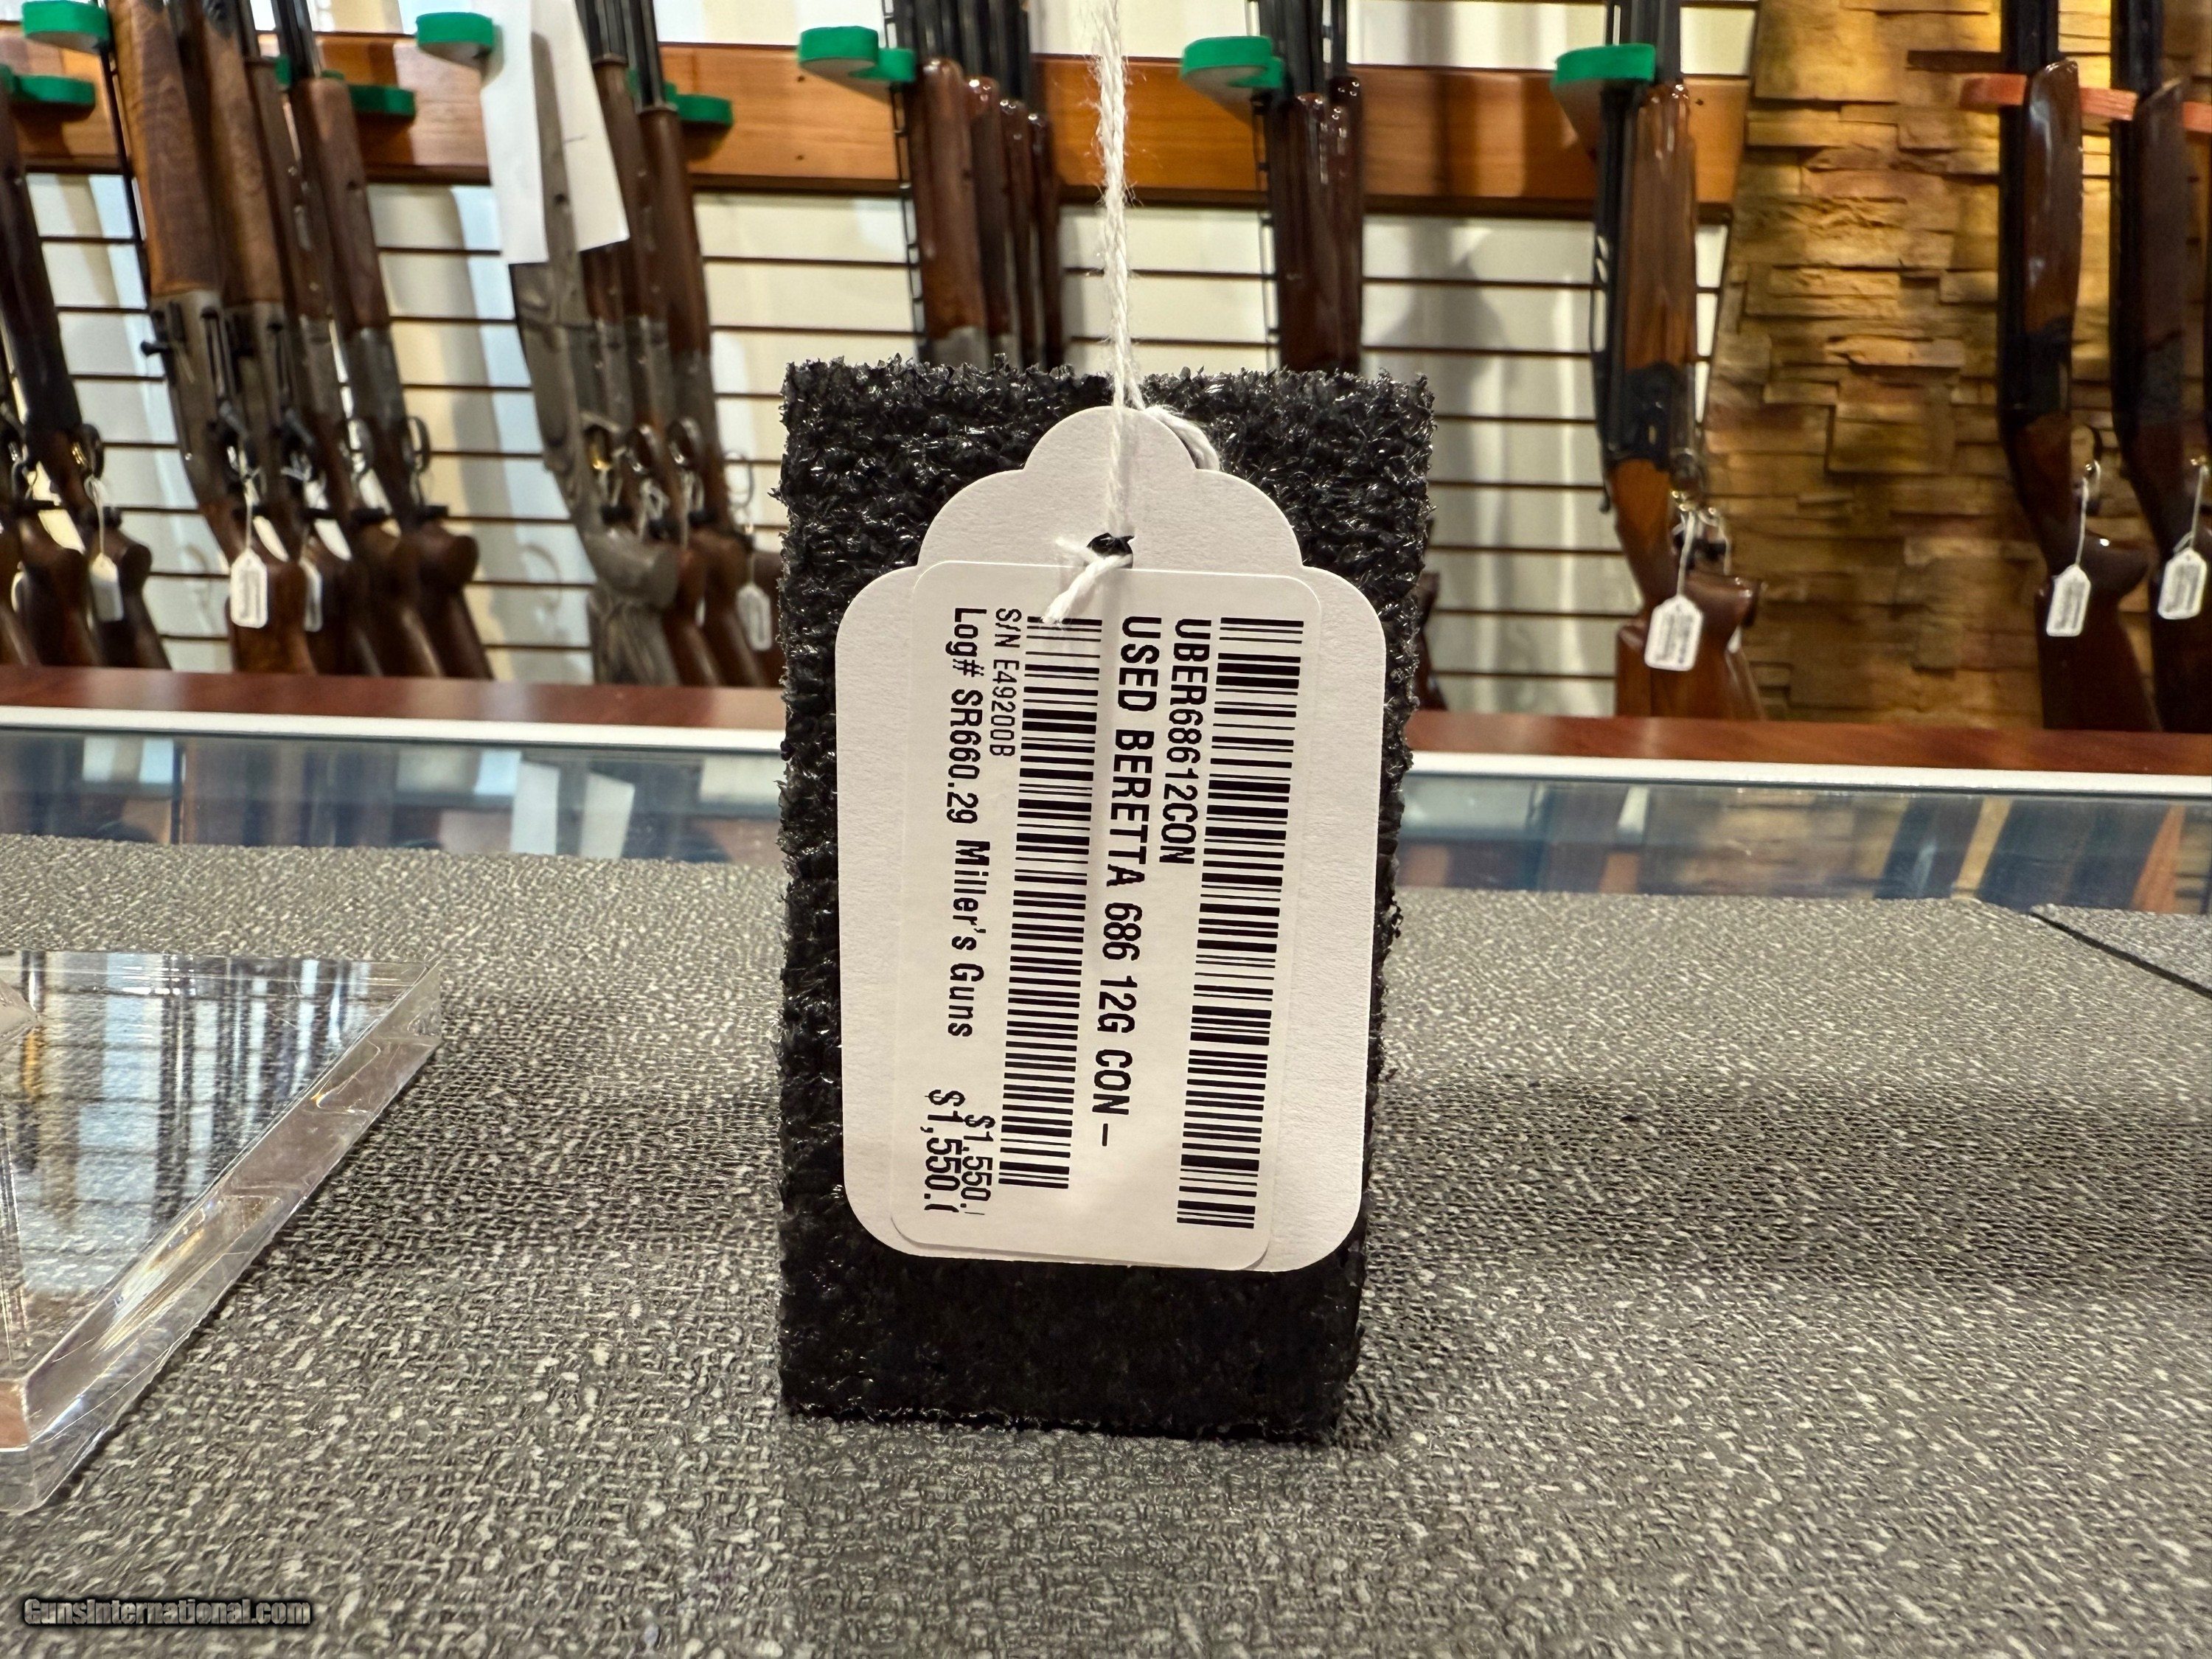 UBER68612CON
USED BERETTA 686 12G CON-
S/N E49200B
$1,550.
Log# SR660.29 Miller's Guns
$1,550.(
GunsInternational.com